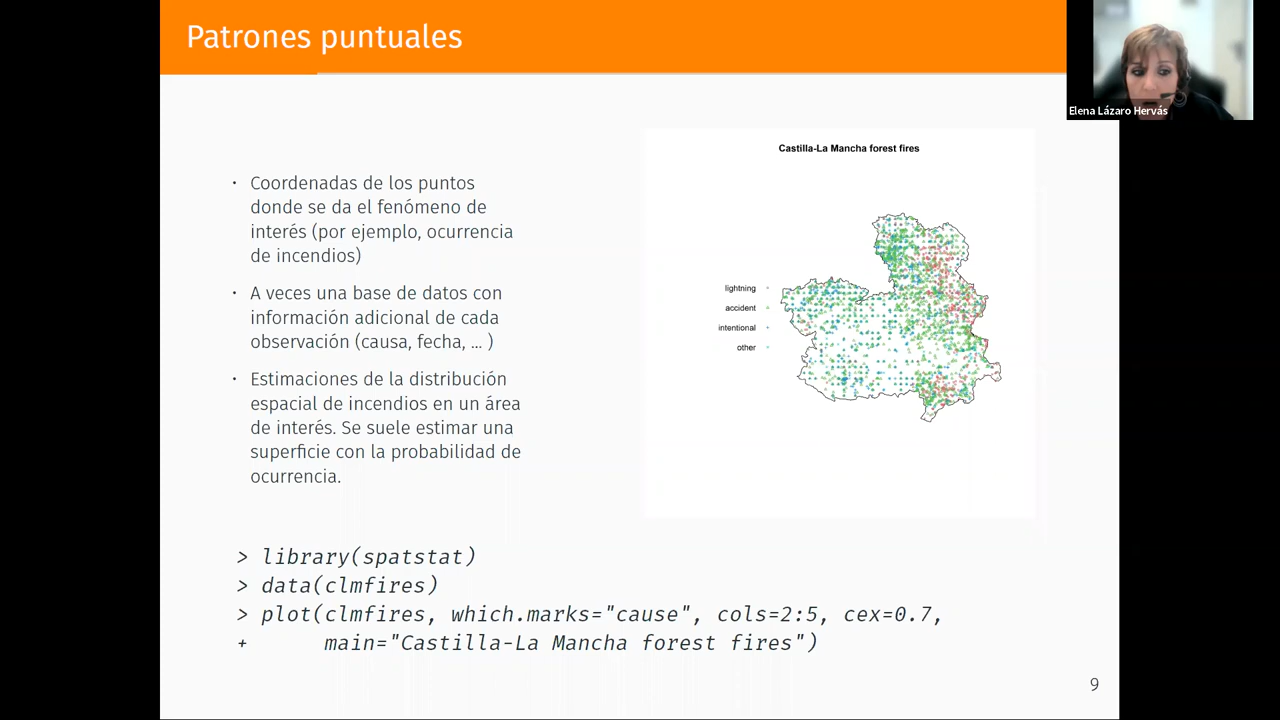 Patrones puntuales
Elena Lázaro Hervás
• Coordenadas de los puntos
donde se da el fenómeno de
interés (por ejemplo, ocurrencia
de incendios)
• A veces una base de datos con
información adicional de cada
observación (causa, fecha, ... )
• Estimaciones de la distribución
espacial de incendios en un área
de interés. Se suele estimar una
superficie con la probabilidad de
ocurrencia.
Castilla-La Mancha forest fires
lightning
accident
intentional
other
> library(spatstat)
> data(clmfires)
> plot(clmfires, which.marks="cause", cols=2:5, cex=0.7,
+ main="Castilla-La Mancha forest fires")
9